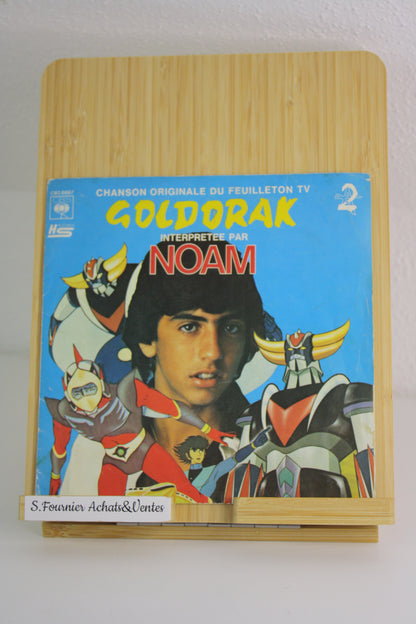 CHANSON ORIGINALE DU FEUILLETON TV
2
GOLDORAK
INTERPRETEE PAR
NOAM
CBS
S.Fournier Achats&Ventes